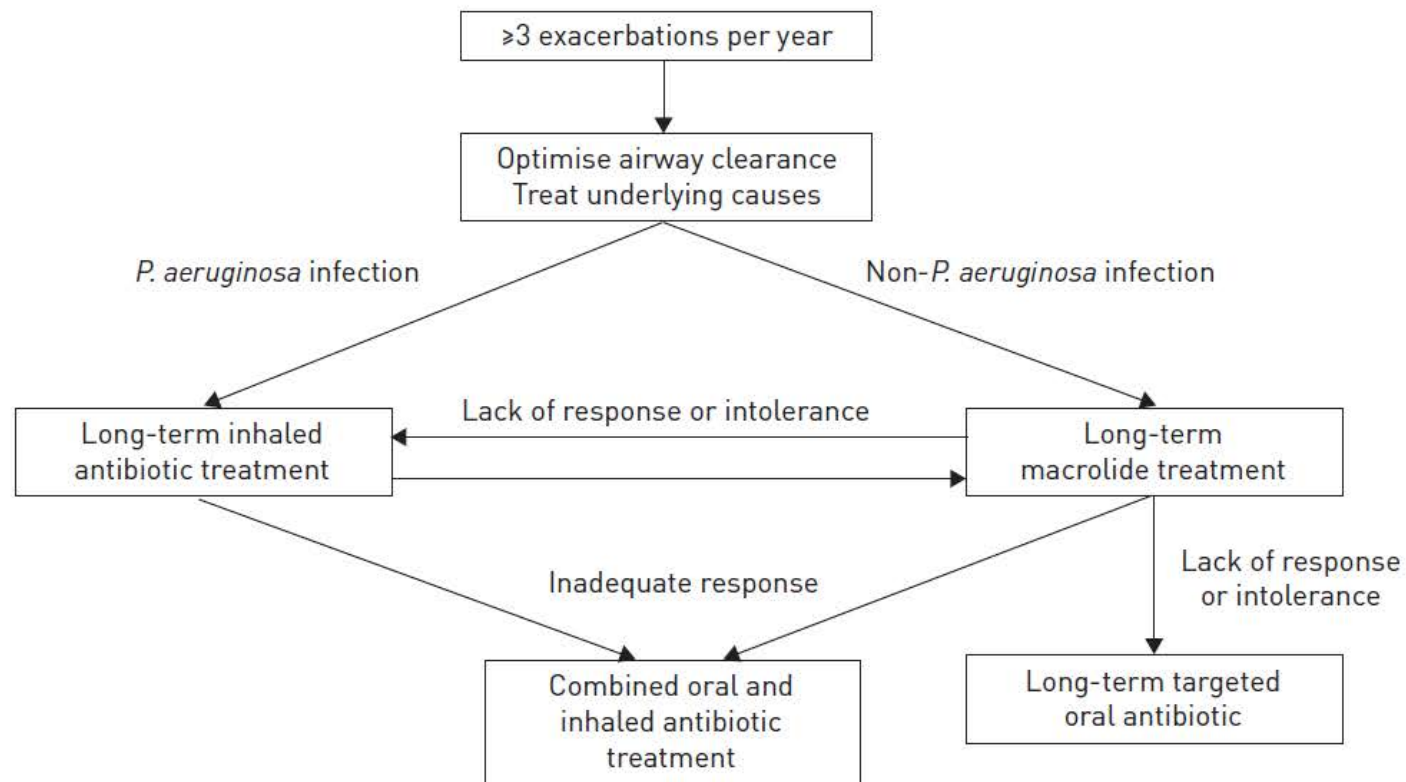 ≥3 exacerbations per year
Optimise airway clearance
Treat underlying causes
P. aeruginosa infection
Non-P. aeruginosa infection
Long-term inhaled
antibiotic treatment
Lack of response or intolerance
Long-term
macrolide treatment
Inadequate response
Lack of response
or intolerance
Combined oral and
inhaled antibiotic
treatment
Long-term targeted
oral antibiotic